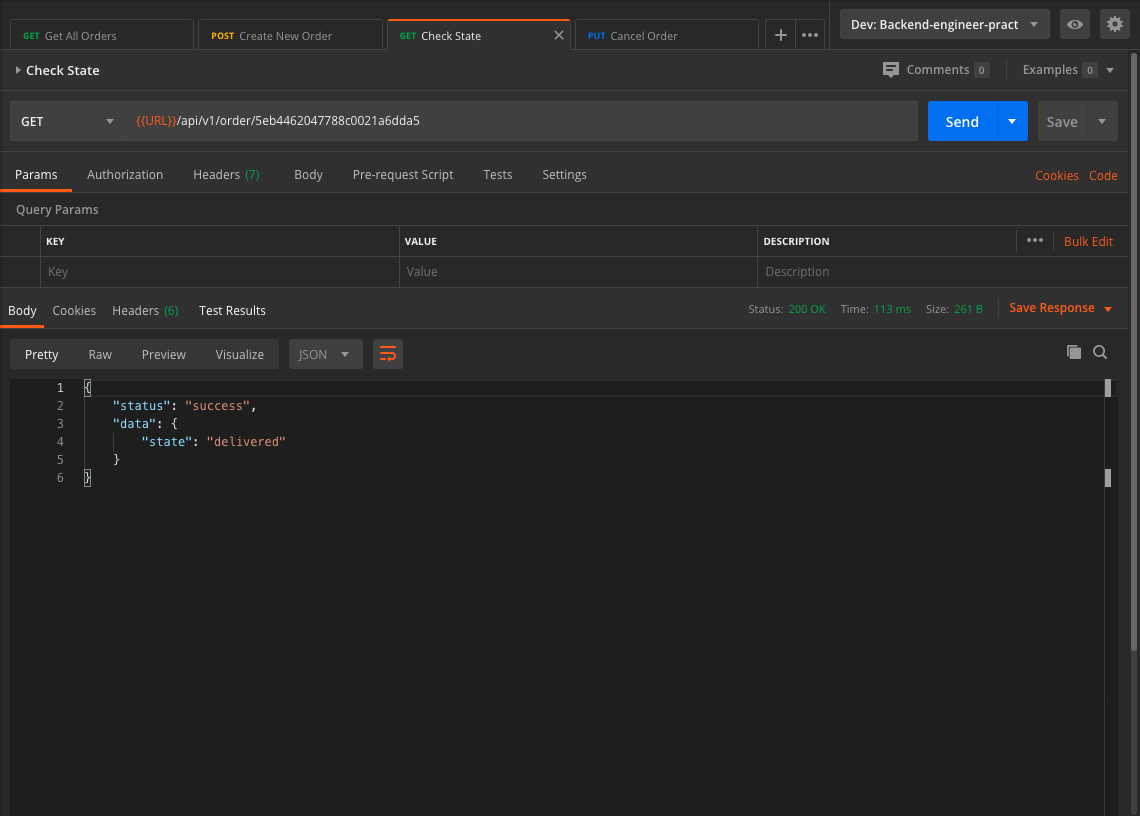 GET Get All Orders POST Create New Order GET Check State PUT Cancel Order Dev: Backend-engineer-pract
Check State Comments 0 Examples 0
GET {{URL}}/api/v1/order/5eb4462047788c0021a6dda5 Send Save
Params Authorization Headers (7) Body Pre-request Script Tests Settings Cookies Code
Query Params
KEY VALUE DESCRIPTION Bulk Edit
Key Value Description
Body Cookies Headers (6) Test Results Status: 200 OK Time: 113 ms Size: 261 B Save Response
Pretty Raw Preview Visualize JSON
1 {
2 "status": "success",
3 "data": {
4 "state": "delivered"
5 }
6 }